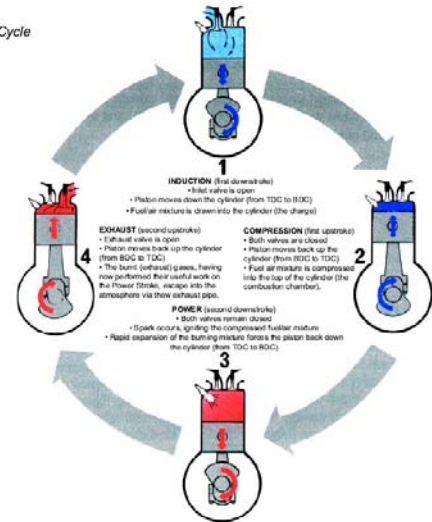 Cycle
1
INDUCTION (first downstroke)
• Inlet valve is open
• Piston moves down the cylinder (from TDC to BDC)
• Fuel/air mixture is drawn into the cylinder (the charge)
EXHAUST (second upstroke)
• Exhaust valve is open
• Piston moves back up the cylinder
(from BDC to TDC)
• The burnt (exhaust) gases, having
now performed their useful work on
the Power Stroke, escape into the
atmosphere via thew exhaust pipe.
4
COMPRESSION (first upstroke)
• Both valves are closed
• Piston moves back up the
cylinder (from BDC to TDC)
• Fuel air mixture is compressed
into the top of the cylinder (the
combustion chamber).
2
POWER (second downstroke)
• Both valves remain closed
• Spark occurs, igniting the compressed fuel/air mixture
• Rapid expansion of the burning mixture forces the piston back down
the cylinder (from TDC to BDC)
3